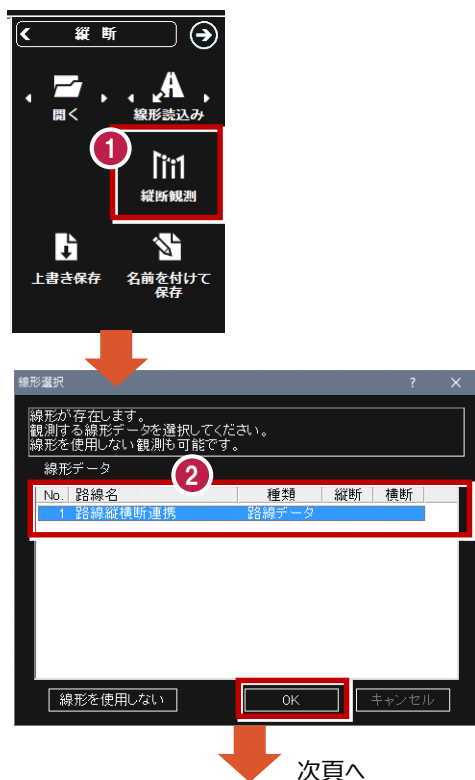 縦 断
開く
線形読込み
1
縦断観測
上書き保存
名前を付けて
保存
線形選択 ? ×
線形が存在します。
観測する線形データを選択してください。
線形を使用しない観測も可能です。
線形データ
2
No. 路線名 種類 縦断 横断
1 路線縦横断連携 路線データ
線形を使用しない OK キャンセル
次頁へ